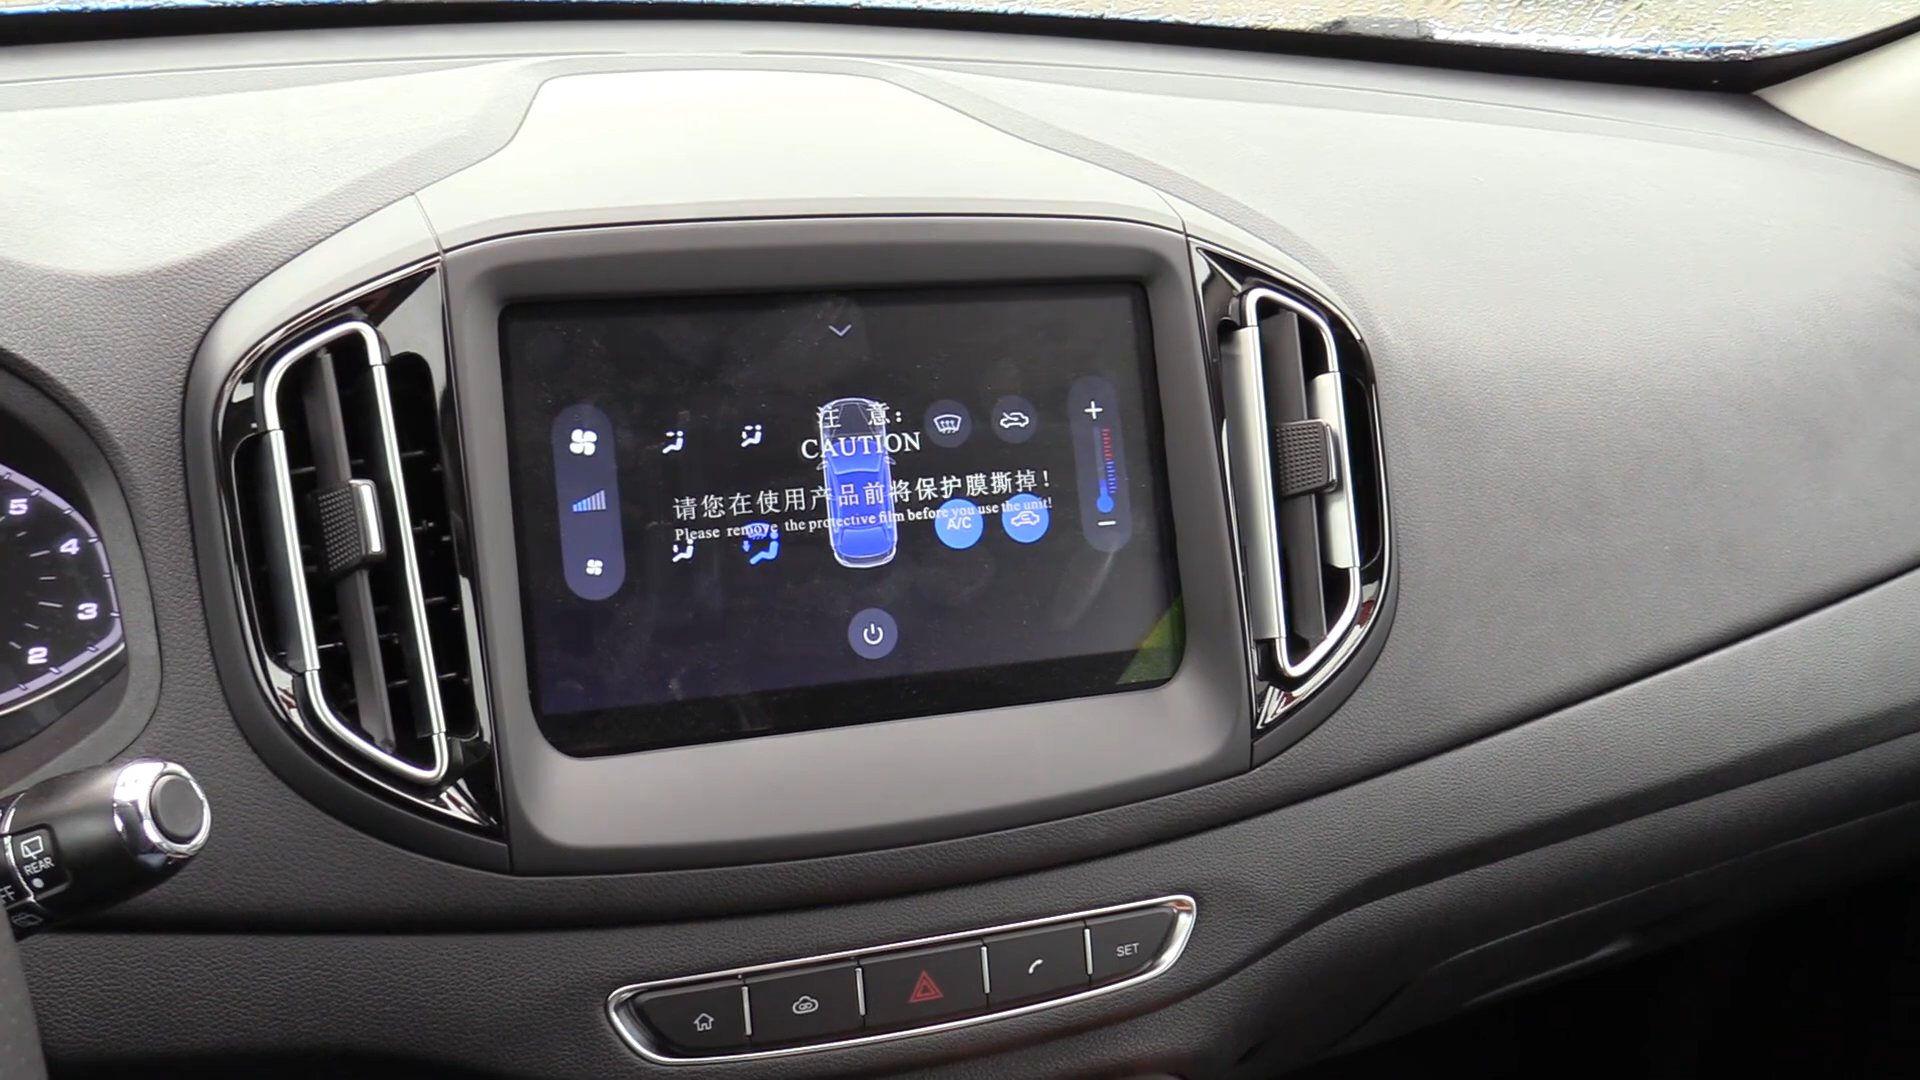 注 意：
CAUTION
请您在使用产品前将保护膜撕掉！
Please remove the protective film before you use the unit!
A/C
5
4
3
2
REAR
SET